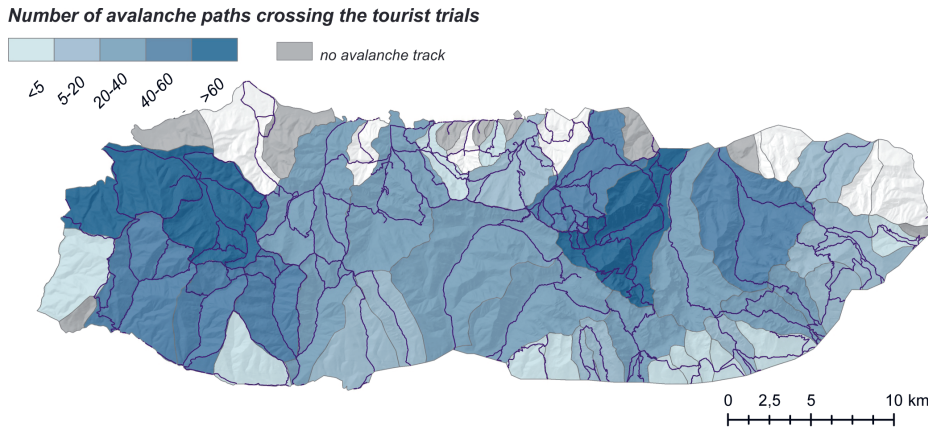 Number of avalanche paths crossing the tourist trials
no avalanche track
<5 5-20 20-40 40-60 >60
0 2,5 5 10 km